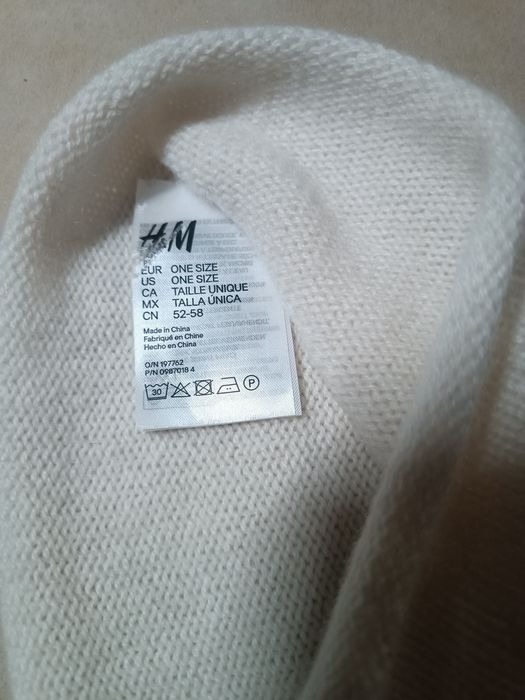 H&M
EUR ONE SIZE
US ONE SIZE
CA TAILLE UNIQUE
MX TALLA ÚNICA
CN 52-58
Made in China
Fabriqué en Chine
Hecho en China
O/N 197762
P/N 0987018 4
30 P